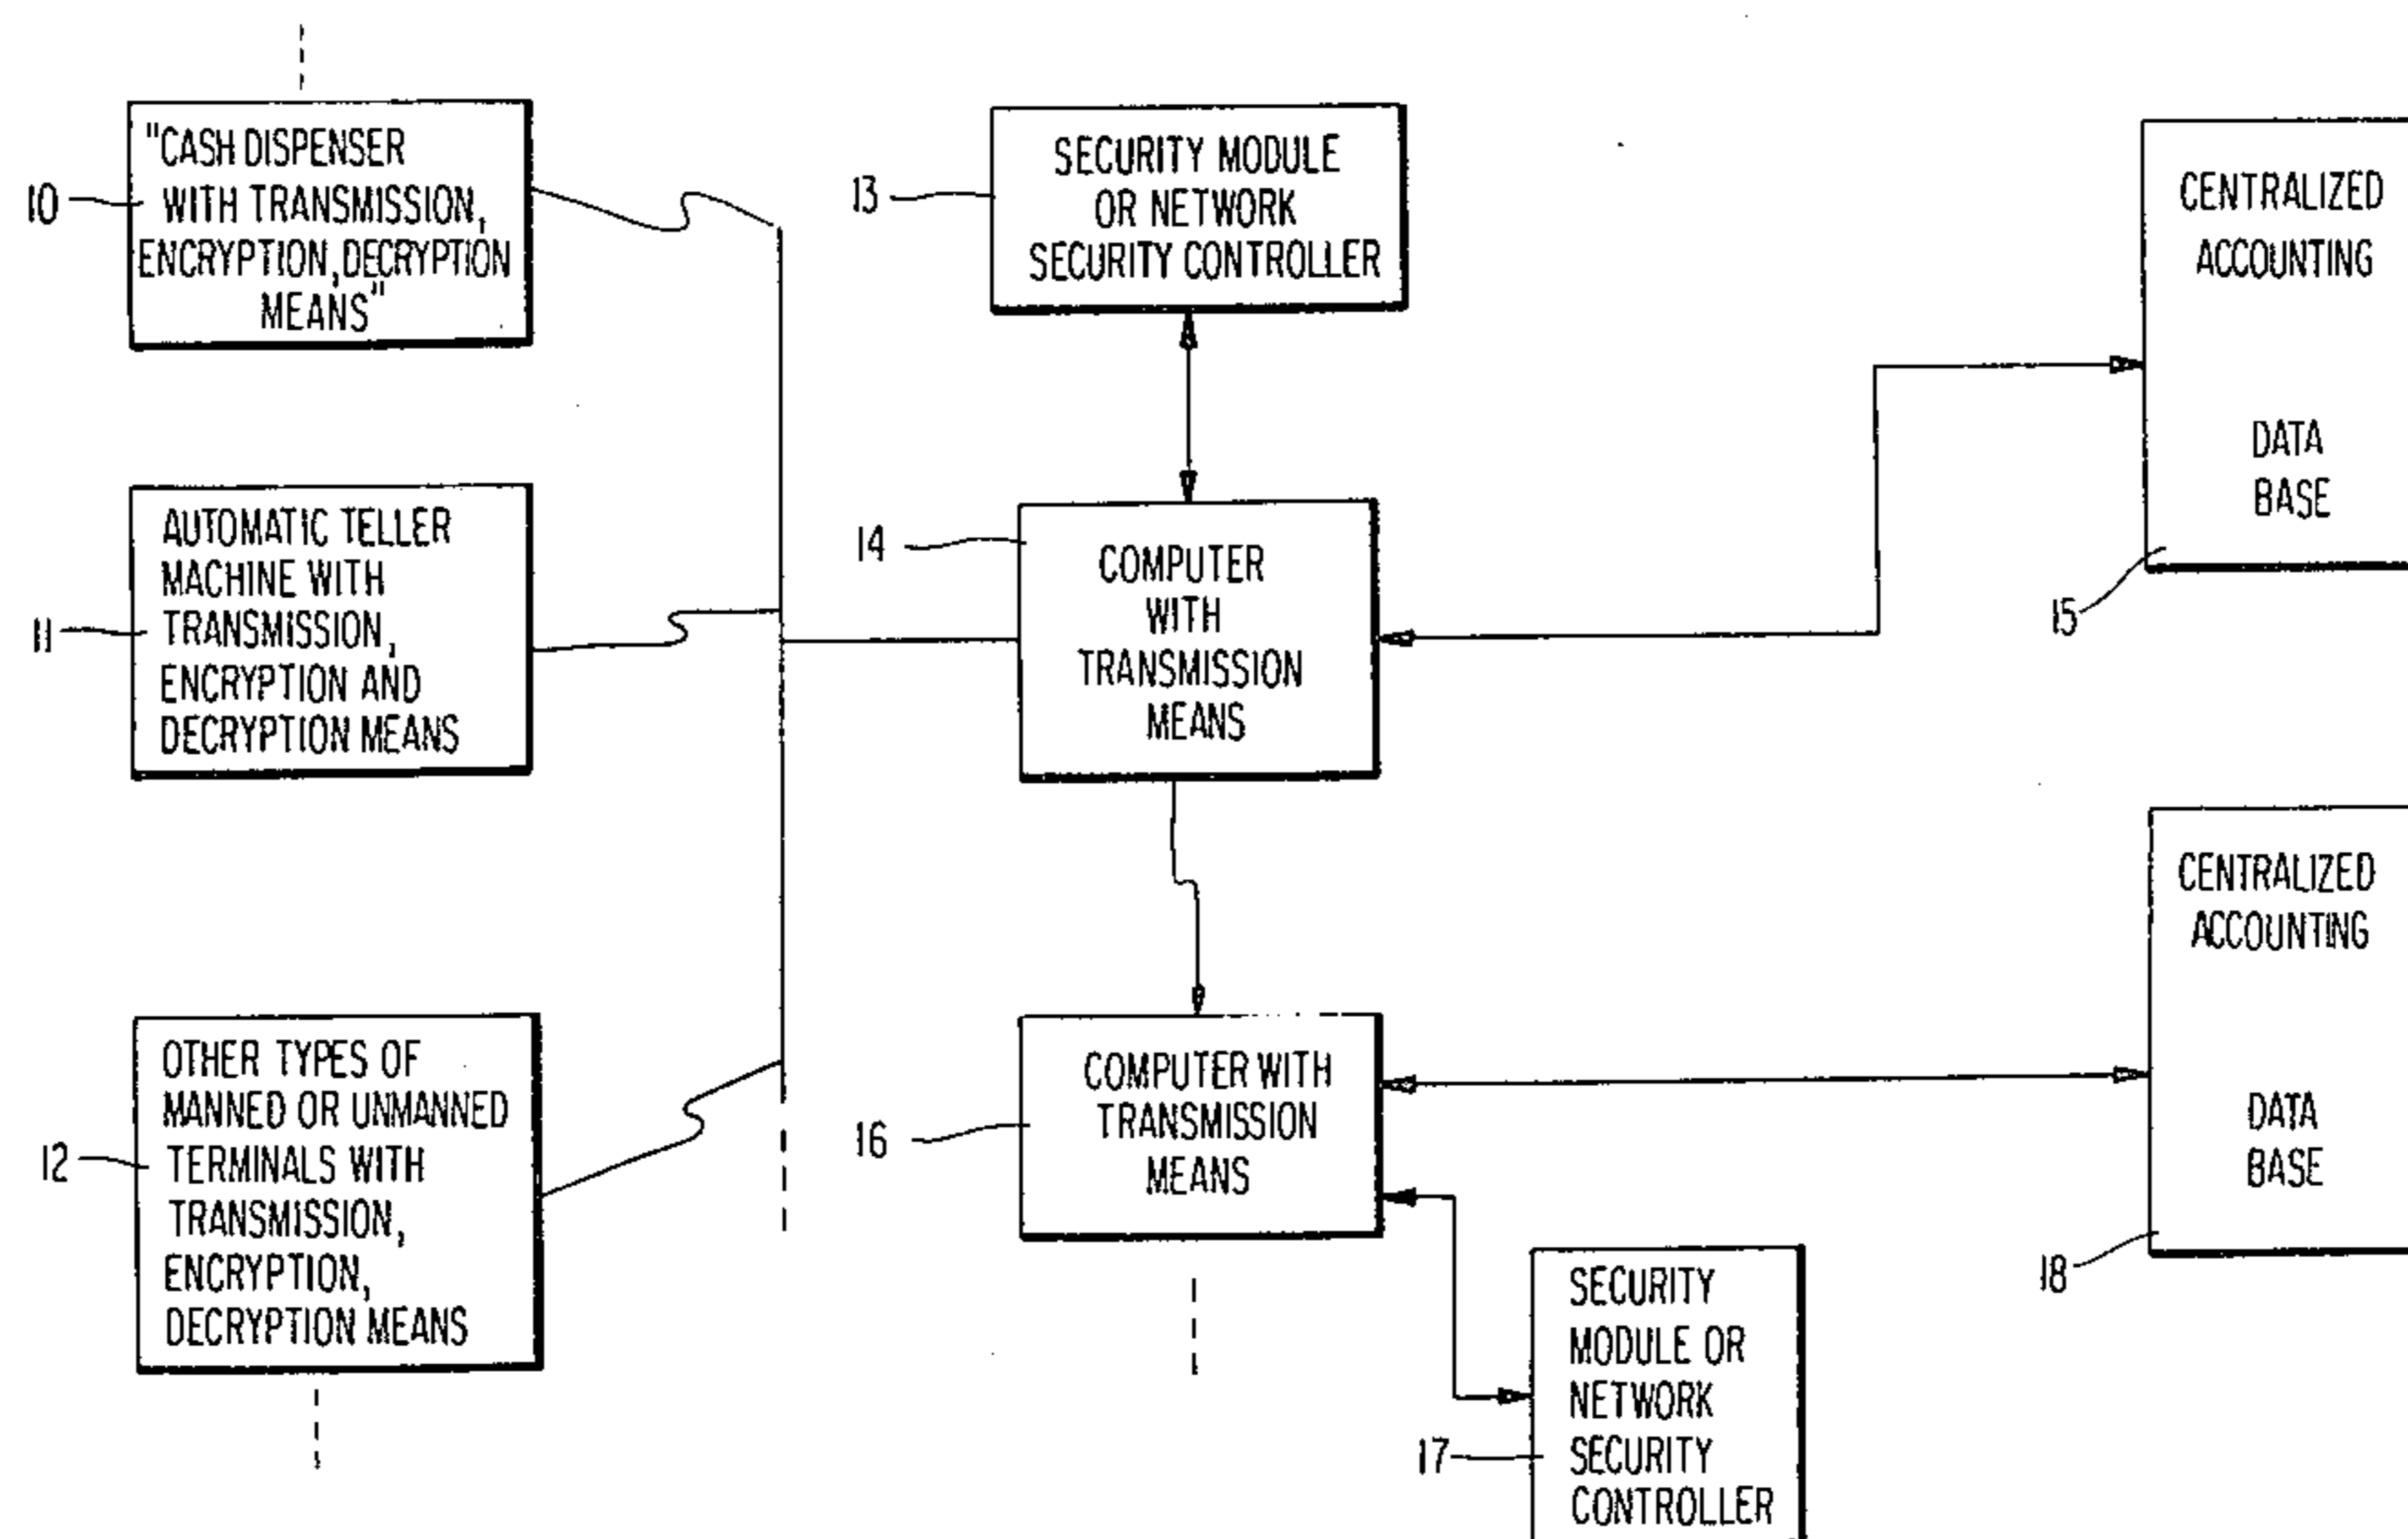 "CASH DISPENSER
WITH TRANSMISSION,
ENCRYPTION, DECRYPTION
MEANS"
10
AUTOMATIC TELLER
MACHINE WITH
TRANSMISSION,
ENCRYPTION AND
DECRYPTION MEANS
11
OTHER TYPES OF
MANNED OR UNMANNED
TERMINALS WITH
TRANSMISSION,
ENCRYPTION,
DECRYPTION MEANS
12
SECURITY MODULE
OR NETWORK
SECURITY CONTROLLER
13
COMPUTER
WITH
TRANSMISSION
MEANS
14
CENTRALIZED
ACCOUNTING
DATA
BASE
15
COMPUTER WITH
TRANSMISSION
MEANS
16
SECURITY
MODULE OR
NETWORK
SECURITY
CONTROLLER
17
CENTRALIZED
ACCOUNTING
DATA
BASE
18